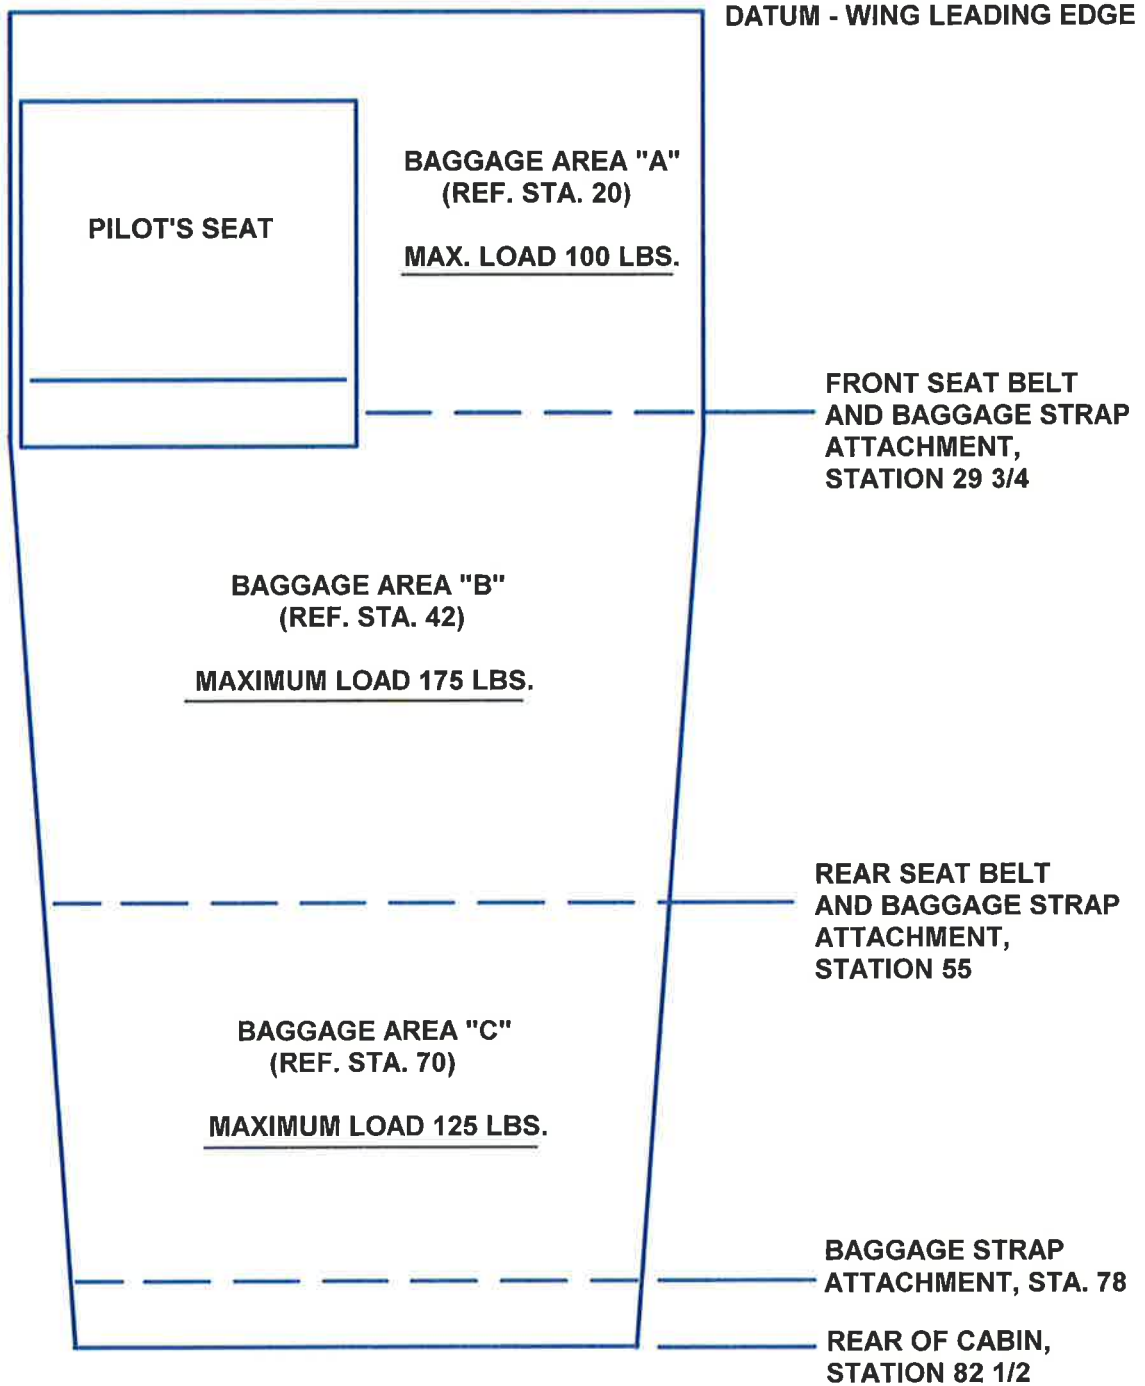 DATUM - WING LEADING EDGE
BAGGAGE AREA "A"
(REF. STA. 20)
MAX. LOAD 100 LBS.
PILOT'S SEAT
FRONT SEAT BELT
AND BAGGAGE STRAP
ATTACHMENT,
STATION 29 3/4
BAGGAGE AREA "B"
(REF. STA. 42)
MAXIMUM LOAD 175 LBS.
REAR SEAT BELT
AND BAGGAGE STRAP
ATTACHMENT,
STATION 55
BAGGAGE AREA "C"
(REF. STA. 70)
MAXIMUM LOAD 125 LBS.
BAGGAGE STRAP
ATTACHMENT, STA. 78
REAR OF CABIN,
STATION 82 1/2